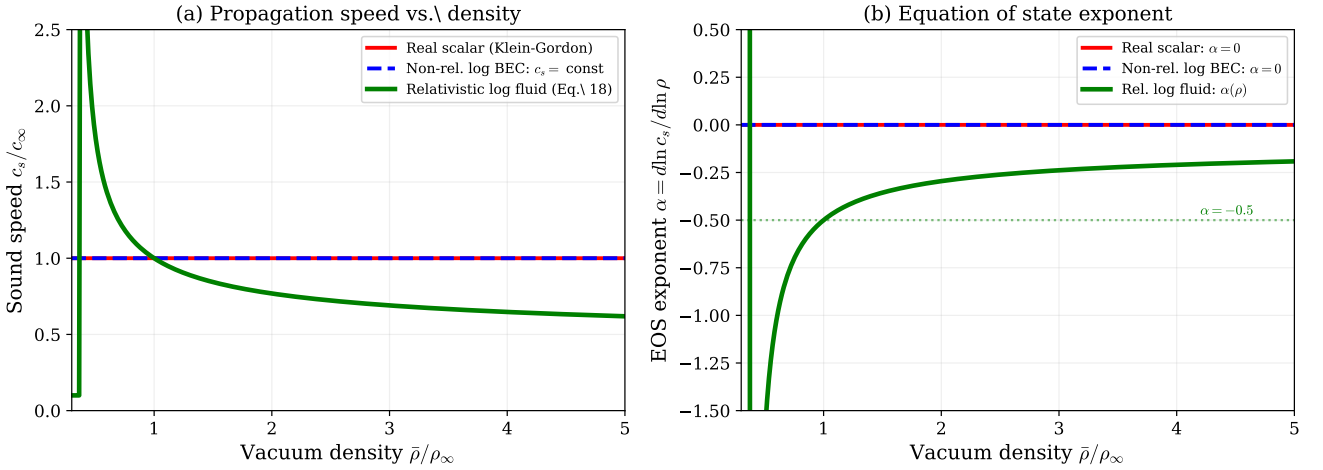 (a) Propagation speed vs.\ density
Sound speed c_s/c_∞
2.5
2.0
1.5
1.0
0.5
0.0
Real scalar (Klein-Gordon)
Non-rel. log BEC: c_s = const
Relativistic log fluid (Eq.\ 18)
1 2 3 4 5
Vacuum density ρ̄/ρ_∞
(b) Equation of state exponent
EOS exponent α = d ln c_s/d ln ρ
0.50
0.25
0.00
−0.25
−0.50
−0.75
−1.00
−1.25
−1.50
Real scalar: α = 0
Non-rel. log BEC: α = 0
Rel. log fluid: α(ρ)
α = −0.5
1 2 3 4 5
Vacuum density ρ̄/ρ_∞